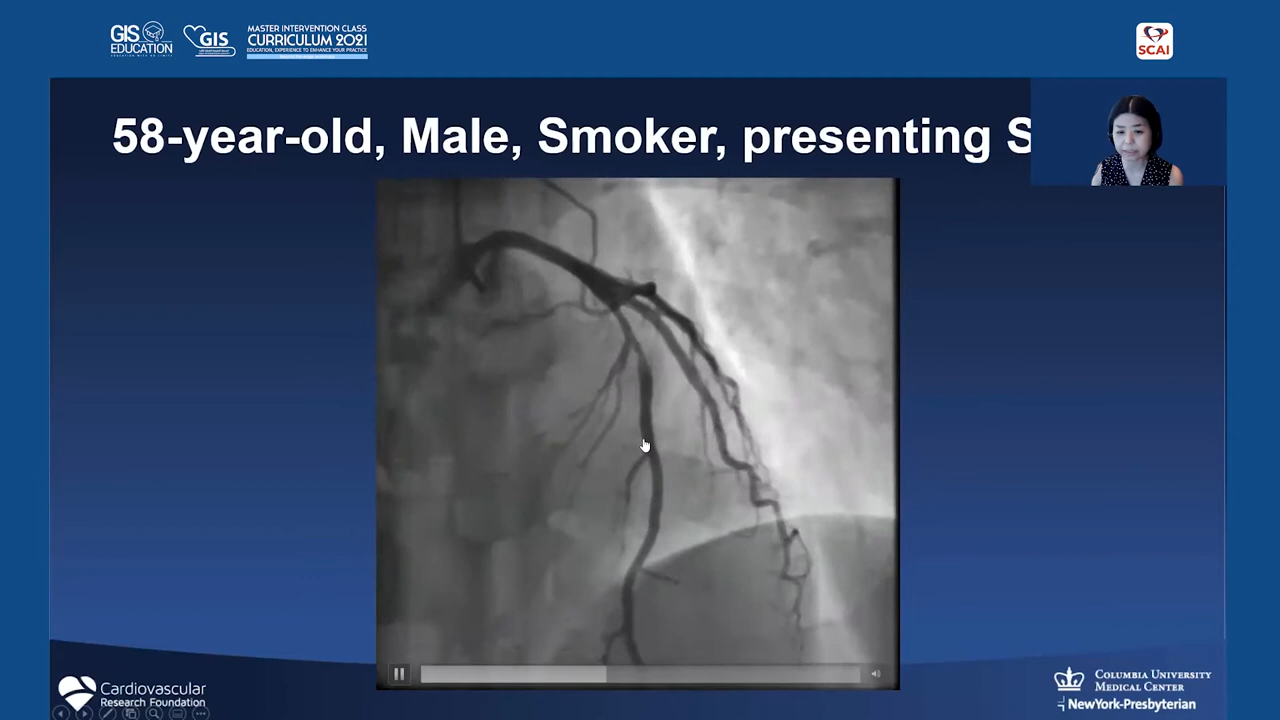 GIS
EDUCATION
GIS
MASTER INTERVENTION CLASS
CURRICULUM 2021
EDUCATION, EXPERIENCE TO ENHANCE YOUR PRACTICE
SCAI
58-year-old, Male, Smoker, presenting S
Cardiovascular
Research Foundation
COLUMBIA UNIVERSITY
MEDICAL CENTER
NewYork-Presbyterian